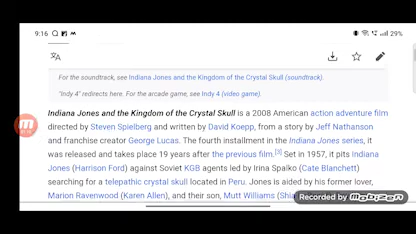 9:16
29%
For the soundtrack, see Indiana Jones and the Kingdom of the Crystal Skull (soundtrack).
"Indy 4" redirects here. For the arcade game, see Indy 4 (video game).
Indiana Jones and the Kingdom of the Crystal Skull is a 2008 American action adventure film
directed by Steven Spielberg and written by David Koepp, from a story by Jeff Nathanson
and franchise creator George Lucas. The fourth installment in the Indiana Jones series, it
was released and takes place 19 years after the previous film.[3] Set in 1957, it pits Indiana
Jones (Harrison Ford) against Soviet KGB agents led by Irina Spalko (Cate Blanchett)
searching for a telepathic crystal skull located in Peru. Jones is aided by his former lover,
Marion Ravenwood (Karen Allen), and their son, Mutt Williams (Shia
Recorded by mobizen